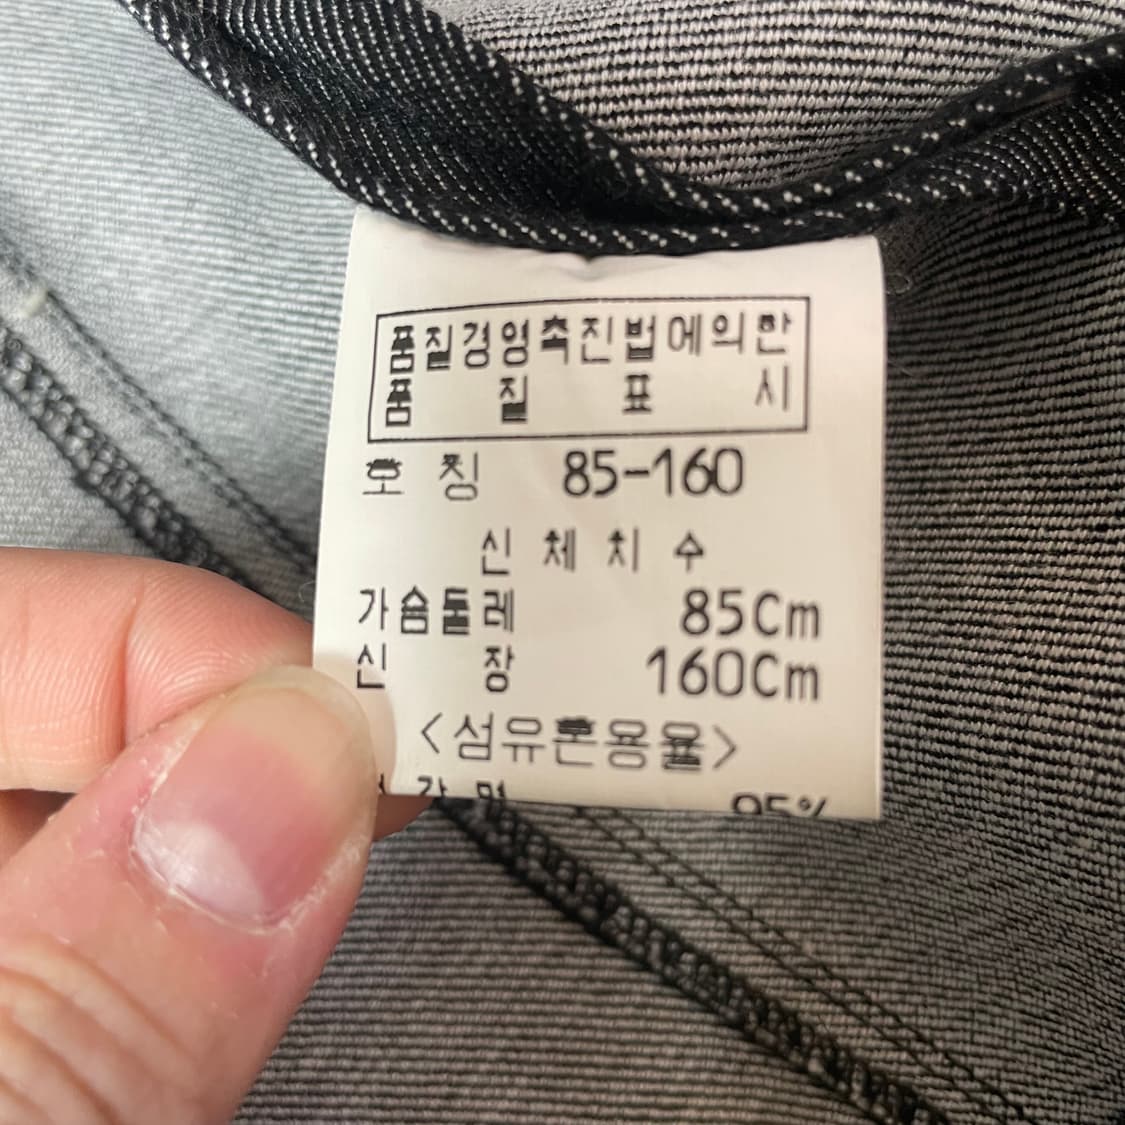 품질경영촉진법에의한
품 질 표 시
호 칭 85-160
신 체 치 수
가슴둘레 85Cm
신 장 160Cm
<섬유혼용율>
95%